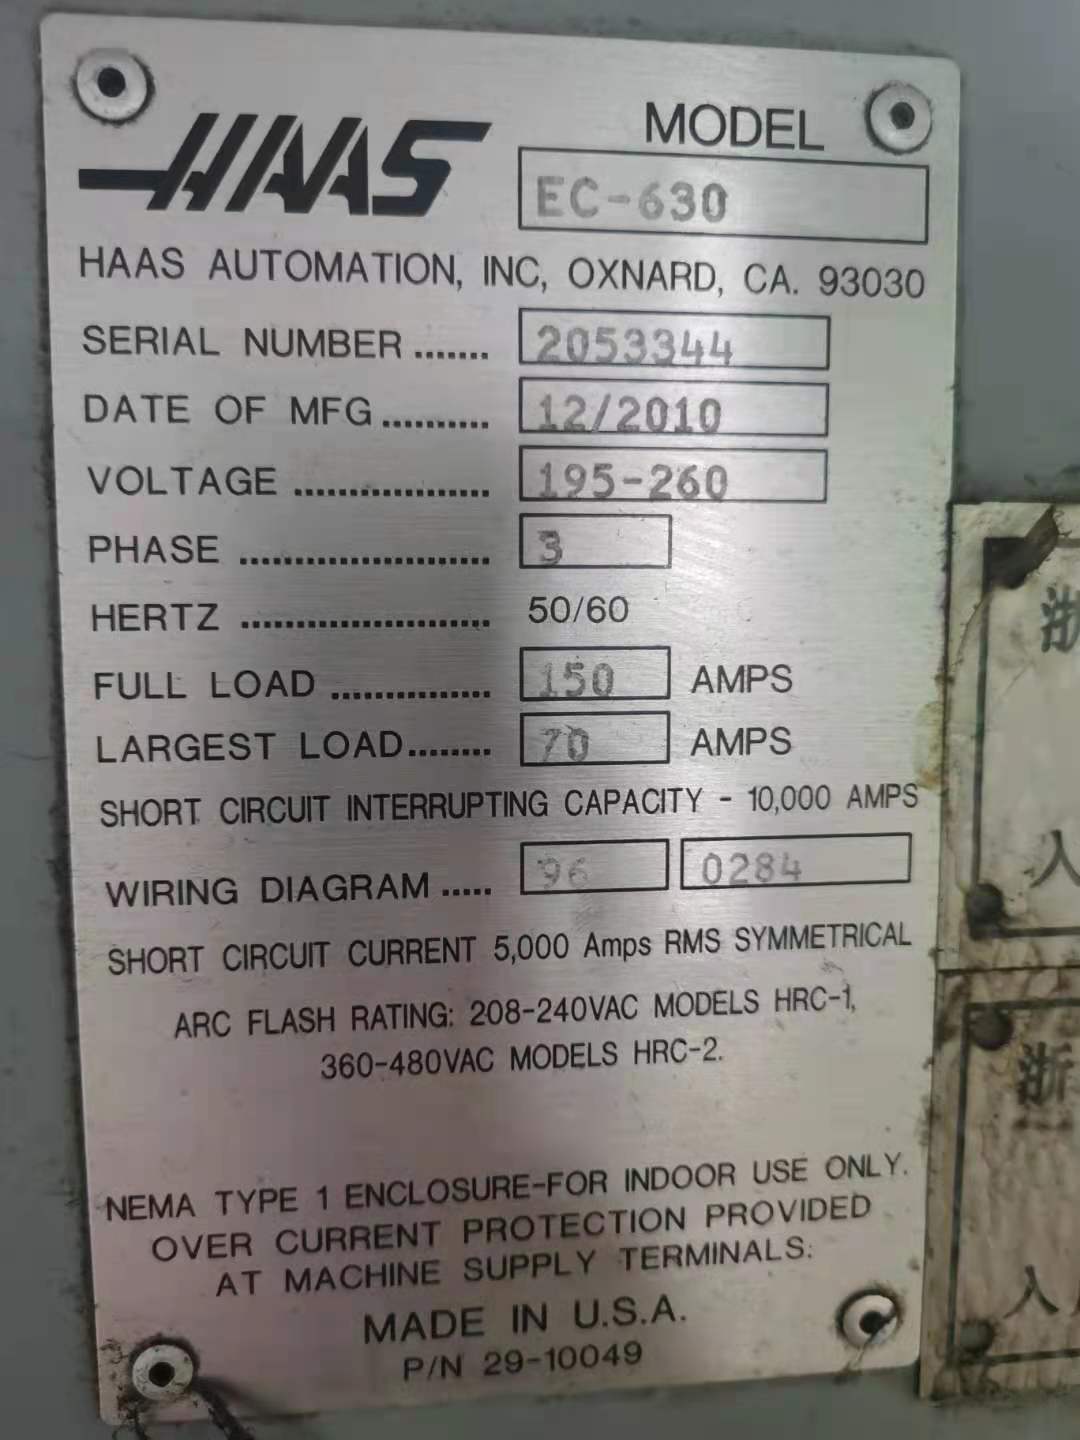 HAAS
MODEL
EC-630
HAAS AUTOMATION, INC, OXNARD, CA. 93030
SERIAL NUMBER ....... 2053344
DATE OF MFG .......... 12/2010
VOLTAGE .................. 195-260
PHASE ....................... 3
HERTZ ....................... 50/60
FULL LOAD ............... 150 AMPS
LARGEST LOAD........ 70 AMPS
SHORT CIRCUIT INTERRUPTING CAPACITY - 10,000 AMPS
WIRING DIAGRAM ..... 96 0284
SHORT CIRCUIT CURRENT 5,000 Amps RMS SYMMETRICAL
ARC FLASH RATING: 208-240VAC MODELS HRC-1,
360-480VAC MODELS HRC-2.
NEMA TYPE 1 ENCLOSURE-FOR INDOOR USE ONLY.
OVER CURRENT PROTECTION PROVIDED
AT MACHINE SUPPLY TERMINALS.
MADE IN U.S.A.
P/N 29-10049
浙
入
浙
入